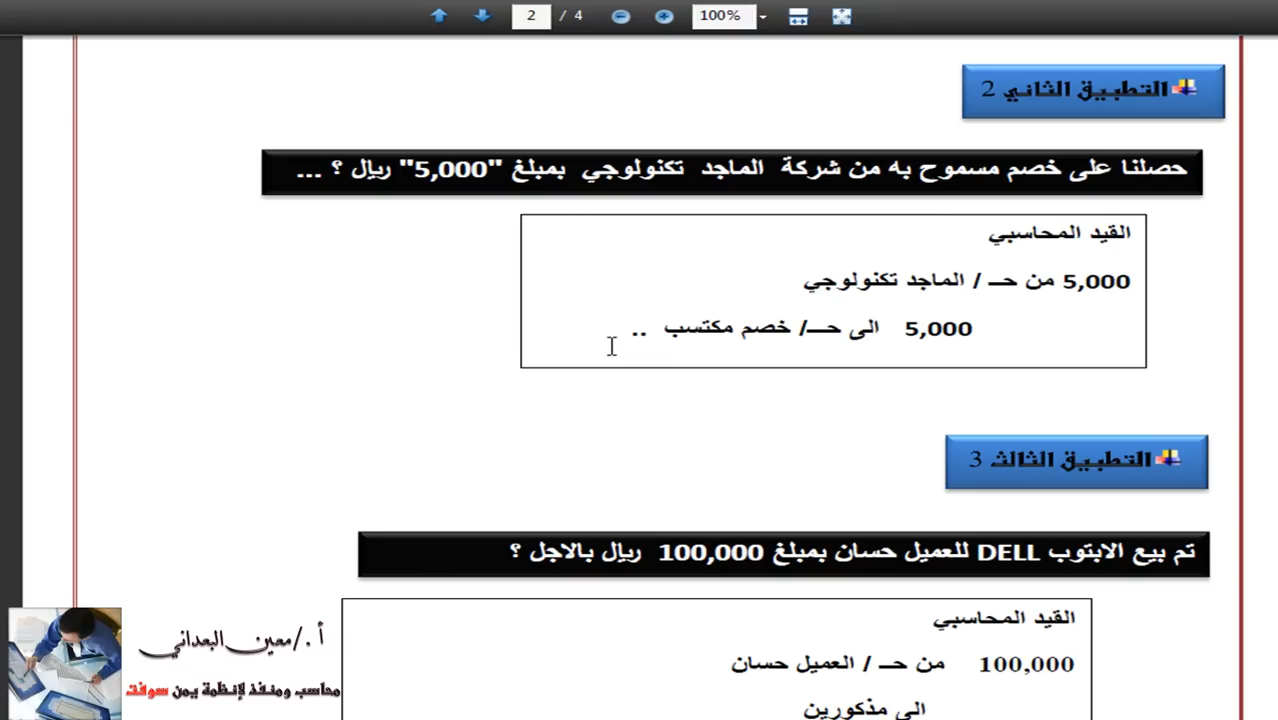 2 / 4 100%
التطبيق الثاني 2
حصلنا على خصم مسموح به من شركة الماجد تكنولوجي بمبلغ "5,000" ريال ؟ ...
القيد المحاسبي
5,000 من حـ / الماجد تكنولوجي
5,000 الى حـ/ خصم مكتسب ..
التطبيق الثالث 3
تم بيع الابتوب DELL للعميل حسان بمبلغ 100,000 ريال بالاجل ؟
القيد المحاسبي
100,000 من حـ / العميل حسان
الى مذكورين
أ./معين البعداني
محاسب ومنفذ لإنظمة يمن سوفت